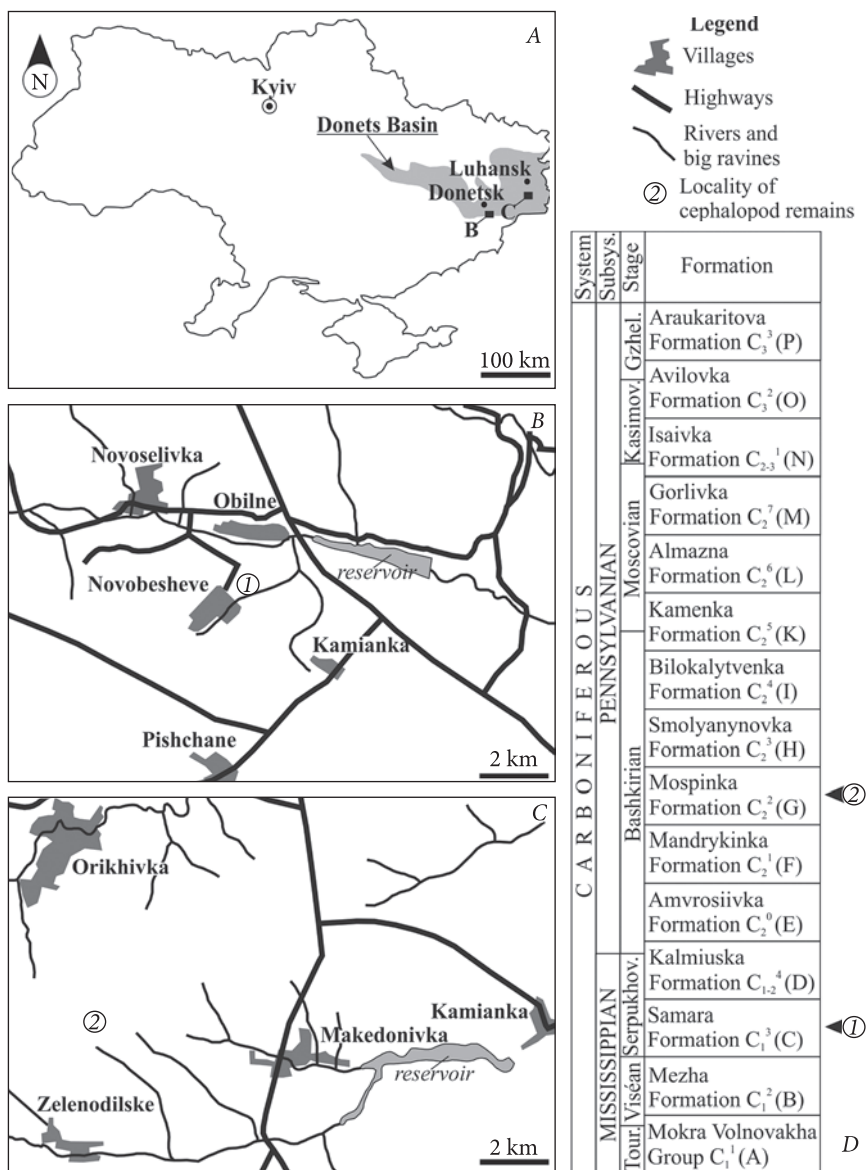 A
N
Kyiv
Donets Basin
Luhansk
Donetsk
B
C
100 km
B
Novoselivka
Obilne
reservoir
Novobesheve
①
Kamianka
Pishchane
2 km
C
Orikhivka
②
Kamianka
Makedonivka
reservoir
Zelenodilske
2 km
Legend
Villages
Highways
Rivers and
big ravines
② Locality of
cephalopod remains
System
Subsys.
Stage
Formation
CARBONIFEROUS
PENNSYLVANIAN
MISSISSIPPIAN
Gzhel.
Kasimov.
Moscovian
Bashkirian
Serpukhov.
Viséan
Tour.
Araukaritova
Formation C₃³(P)
Avilovka
Formation C₃²(O)
Isaivka
Formation C₂₋₃¹(N)
Gorlivka
Formation C₂⁷(M)
Almazna
Formation C₂⁶(L)
Kamenka
Formation C₂⁵(K)
Bilokalytvenka
Formation C₂⁴(I)
Smolyanynovka
Formation C₂³(H)
Mospinka
Formation C₂²(G)
②
Mandrykinka
Formation C₂¹(F)
Amvrosiivka
Formation C₂⁰(E)
Kalmiuska
Formation C₁₋₂⁴(D)
Samara
Formation C₁³(C)
①
Mezha
Formation C₁²(B)
Mokra Volnovakha
Group C₁¹(A)
D